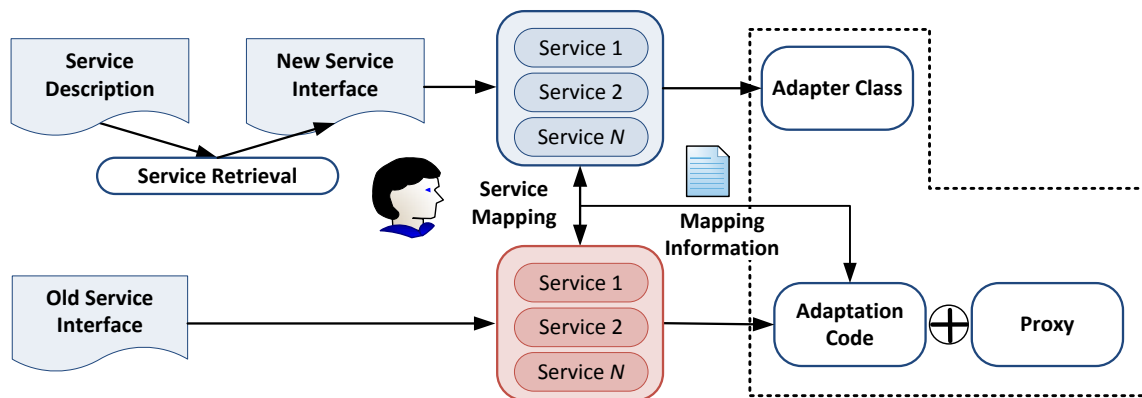 Service
Description
New Service
Interface
Service Retrieval
Service 1
Service 2
Service N
Adapter Class
Service
Mapping
Mapping
Information
Old Service
Interface
Service 1
Service 2
Service N
Adaptation
Code
Proxy